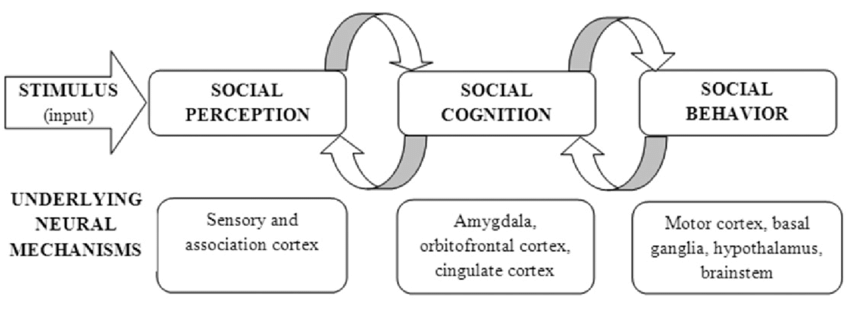 STIMULUS
(input)
SOCIAL
PERCEPTION
SOCIAL
COGNITION
SOCIAL
BEHAVIOR
UNDERLYING
NEURAL
MECHANISMS
Sensory and
association cortex
Amygdala,
orbitofrontal cortex,
cingulate cortex
Motor cortex, basal
ganglia, hypothalamus,
brainstem